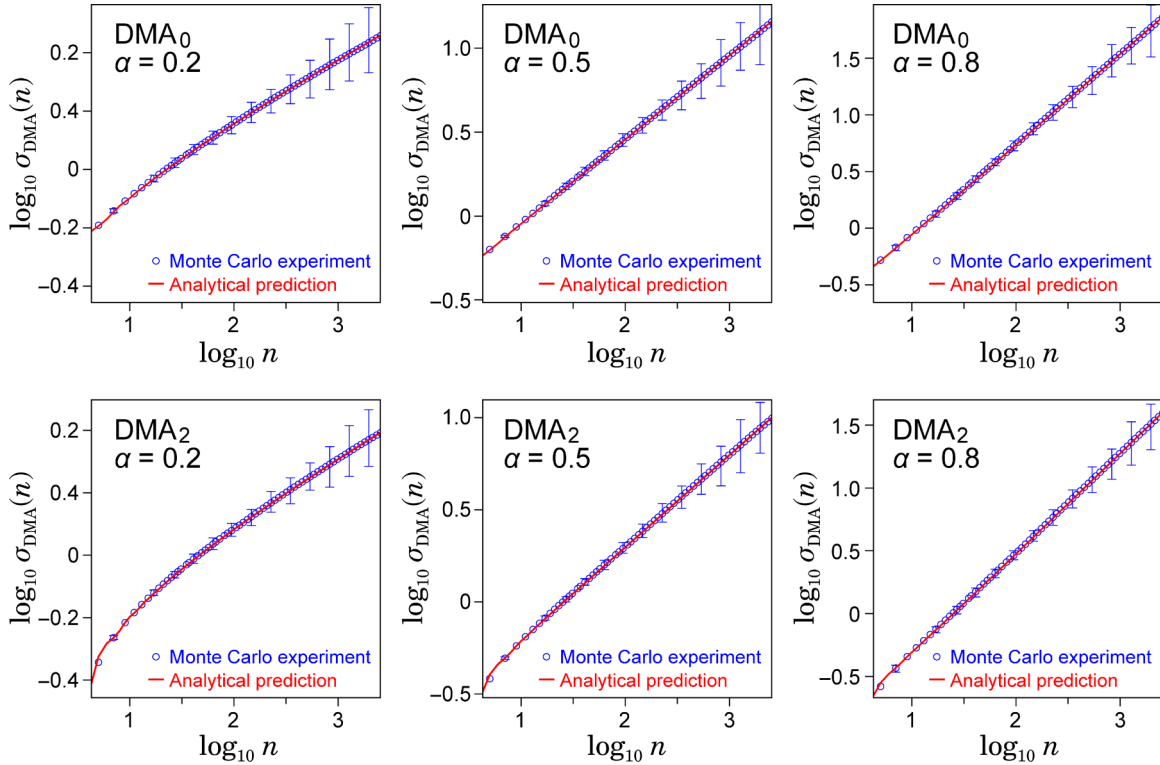 DMA₀
α = 0.2
0.2
0.4
0
−0.2
−0.4
log₁₀ σ_DMA(n)
Monte Carlo experiment
Analytical prediction
1 2 3
log₁₀ n
DMA₀
α = 0.5
1.0
0.5
0
−0.5
log₁₀ σ_DMA(n)
Monte Carlo experiment
Analytical prediction
1 2 3
log₁₀ n
DMA₀
α = 0.8
1.5
1.0
0.5
0
−0.5
log₁₀ σ_DMA(n)
Monte Carlo experiment
Analytical prediction
1 2 3
log₁₀ n
DMA₂
α = 0.2
0.2
0.4
0
−0.2
−0.4
log₁₀ σ_DMA(n)
Monte Carlo experiment
Analytical prediction
1 2 3
log₁₀ n
DMA₂
α = 0.5
1.0
0.5
0
−0.5
log₁₀ σ_DMA(n)
Monte Carlo experiment
Analytical prediction
1 2 3
log₁₀ n
DMA₂
α = 0.8
1.5
1.0
0.5
0
−0.5
log₁₀ σ_DMA(n)
Monte Carlo experiment
Analytical prediction
1 2 3
log₁₀ n